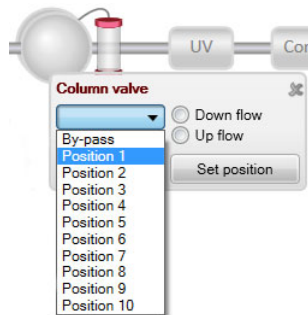 UV
Con
Column valve
Down flow
Up flow
Set position
By-pass
Position 1
Position 2
Position 3
Position 4
Position 5
Position 6
Position 7
Position 8
Position 9
Position 10